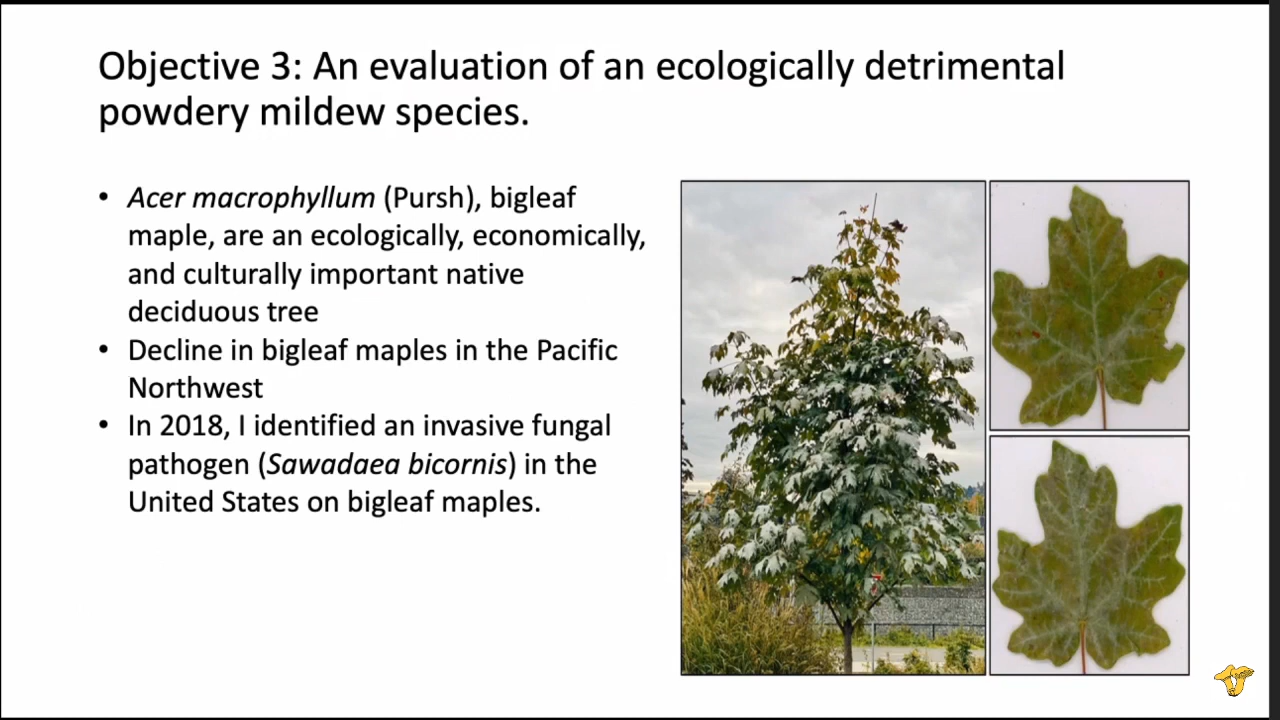 Objective 3: An evaluation of an ecologically detrimental
powdery mildew species.
• Acer macrophyllum (Pursh), bigleaf
maple, are an ecologically, economically,
and culturally important native
deciduous tree
• Decline in bigleaf maples in the Pacific
Northwest
• In 2018, I identified an invasive fungal
pathogen (Sawadaea bicornis) in the
United States on bigleaf maples.